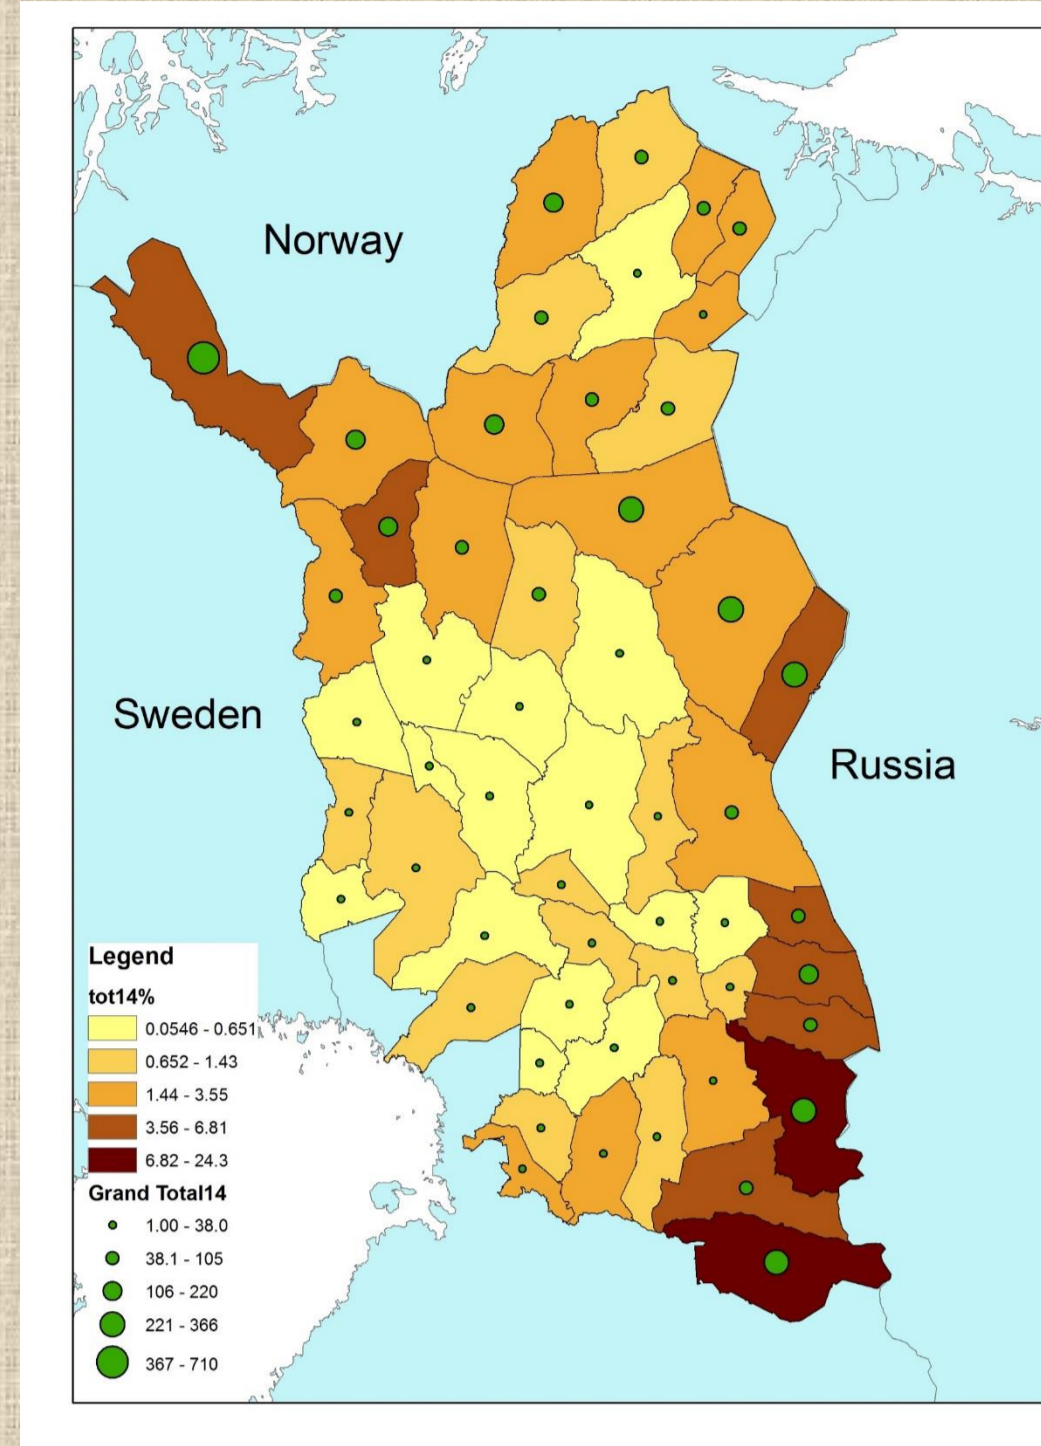 Norway
Sweden
Russia
Legend
tot14%
0.0546 - 0.651
0.652 - 1.43
1.44 - 3.55
3.56 - 6.81
6.82 - 24.3
Grand Total14
1.00 - 38.0
38.1 - 105
106 - 220
221 - 366
367 - 710